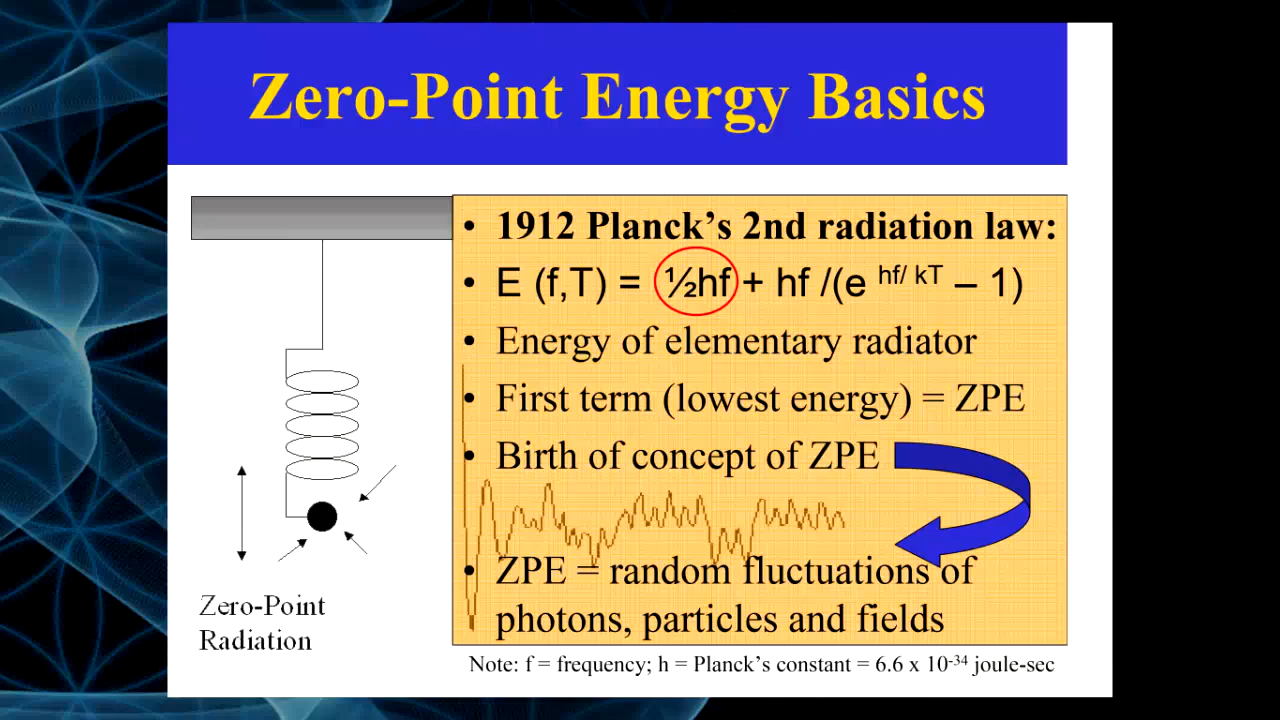 Zero-Point Energy Basics
• 1912 Planck's 2nd radiation law:
• E (f,T) = ½hf + hf /(e ^hf/ kT – 1)
• Energy of elementary radiator
• First term (lowest energy) = ZPE
• Birth of concept of ZPE
• ZPE = random fluctuations of
photons, particles and fields
Zero-Point
Radiation
Note: f = frequency; h = Planck's constant = 6.6 x 10⁻³⁴ joule-sec